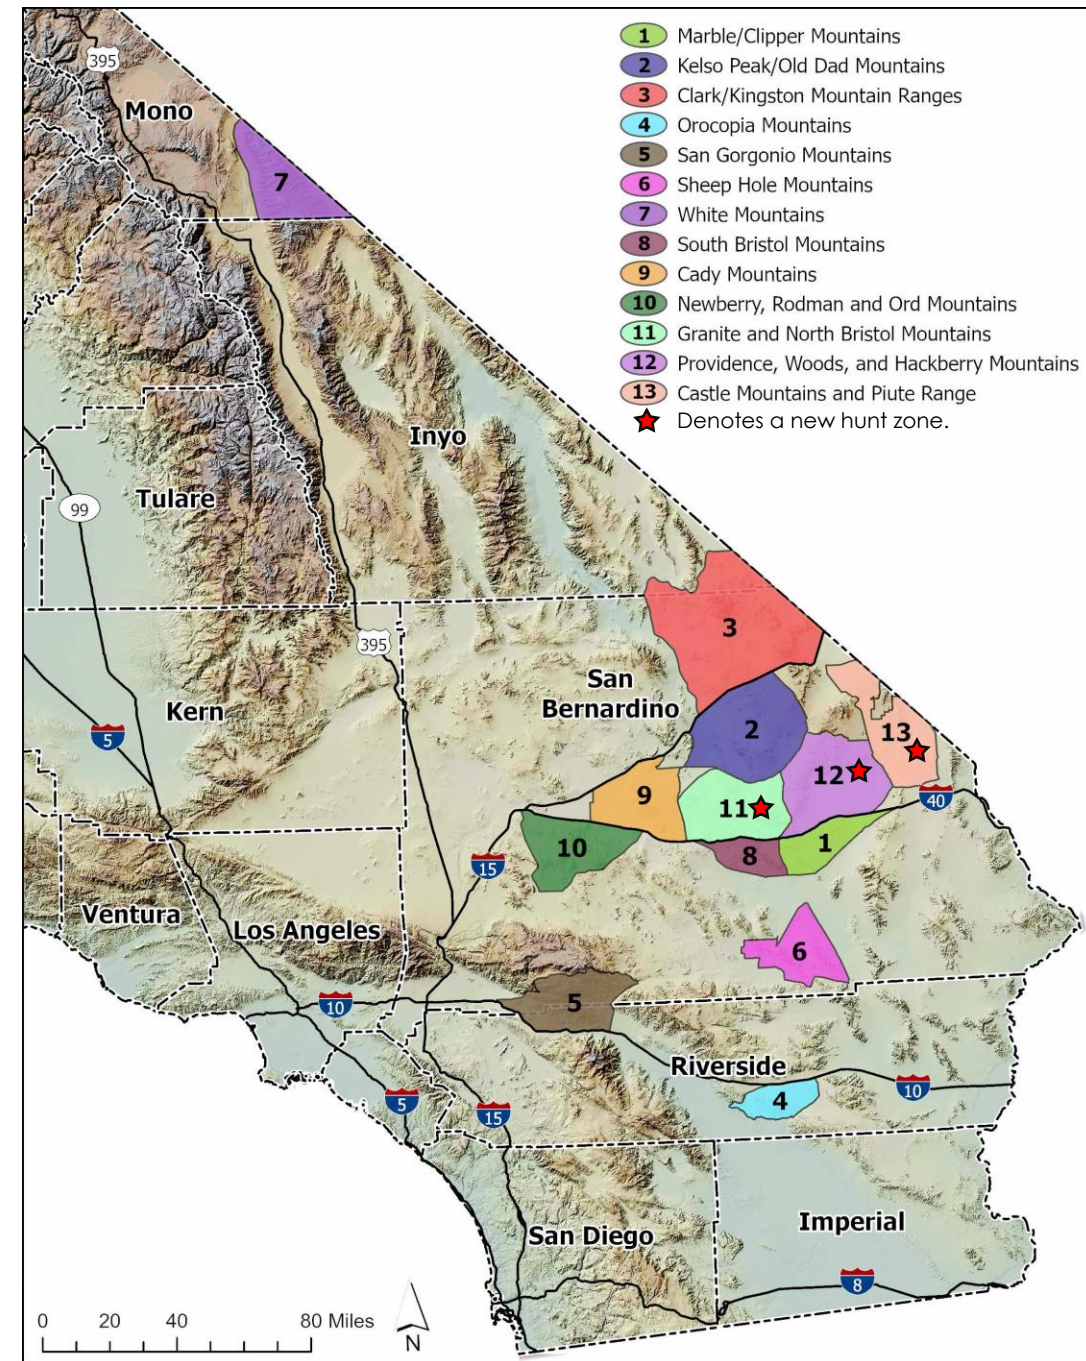 1 Marble/Clipper Mountains
2 Kelso Peak/Old Dad Mountains
3 Clark/Kingston Mountain Ranges
4 Orocopia Mountains
5 San Gorgonio Mountains
6 Sheep Hole Mountains
7 White Mountains
8 South Bristol Mountains
9 Cady Mountains
10 Newberry, Rodman and Ord Mountains
11 Granite and North Bristol Mountains
12 Providence, Woods, and Hackberry Mountains
13 Castle Mountains and Piute Range
Denotes a new hunt zone.
395
Mono
7
Inyo
Tulare
99
3
395
San
Bernardino
Kern
5
2
13
12
9
11
40
10
8
1
15
Ventura
Los Angeles
6
10
5
Riverside
4
10
5
15
San Diego
Imperial
8
0 20 40 80 Miles
N